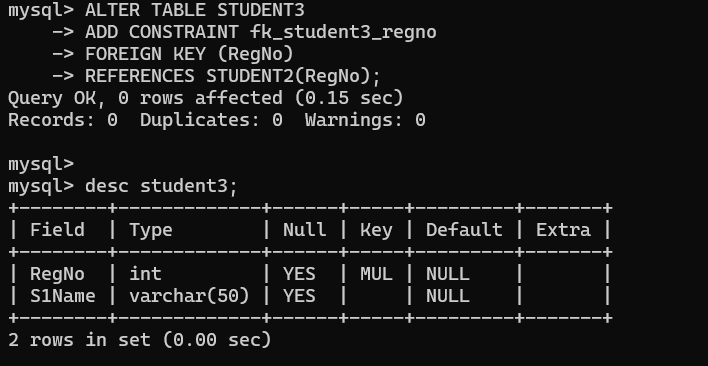 mysql> ALTER TABLE STUDENT3
    -> ADD CONSTRAINT fk_student3_regno
    -> FOREIGN KEY (RegNo)
    -> REFERENCES STUDENT2(RegNo);
Query OK, 0 rows affected (0.15 sec)
Records: 0  Duplicates: 0  Warnings: 0

mysql>
mysql> desc student3;
+--------+-------------+------+-----+---------+-------+
| Field  | Type        | Null | Key | Default | Extra |
+--------+-------------+------+-----+---------+-------+
| RegNo  | int         | YES  | MUL | NULL    |       |
| S1Name | varchar(50) | YES  |     | NULL    |       |
+--------+-------------+------+-----+---------+-------+
2 rows in set (0.00 sec)